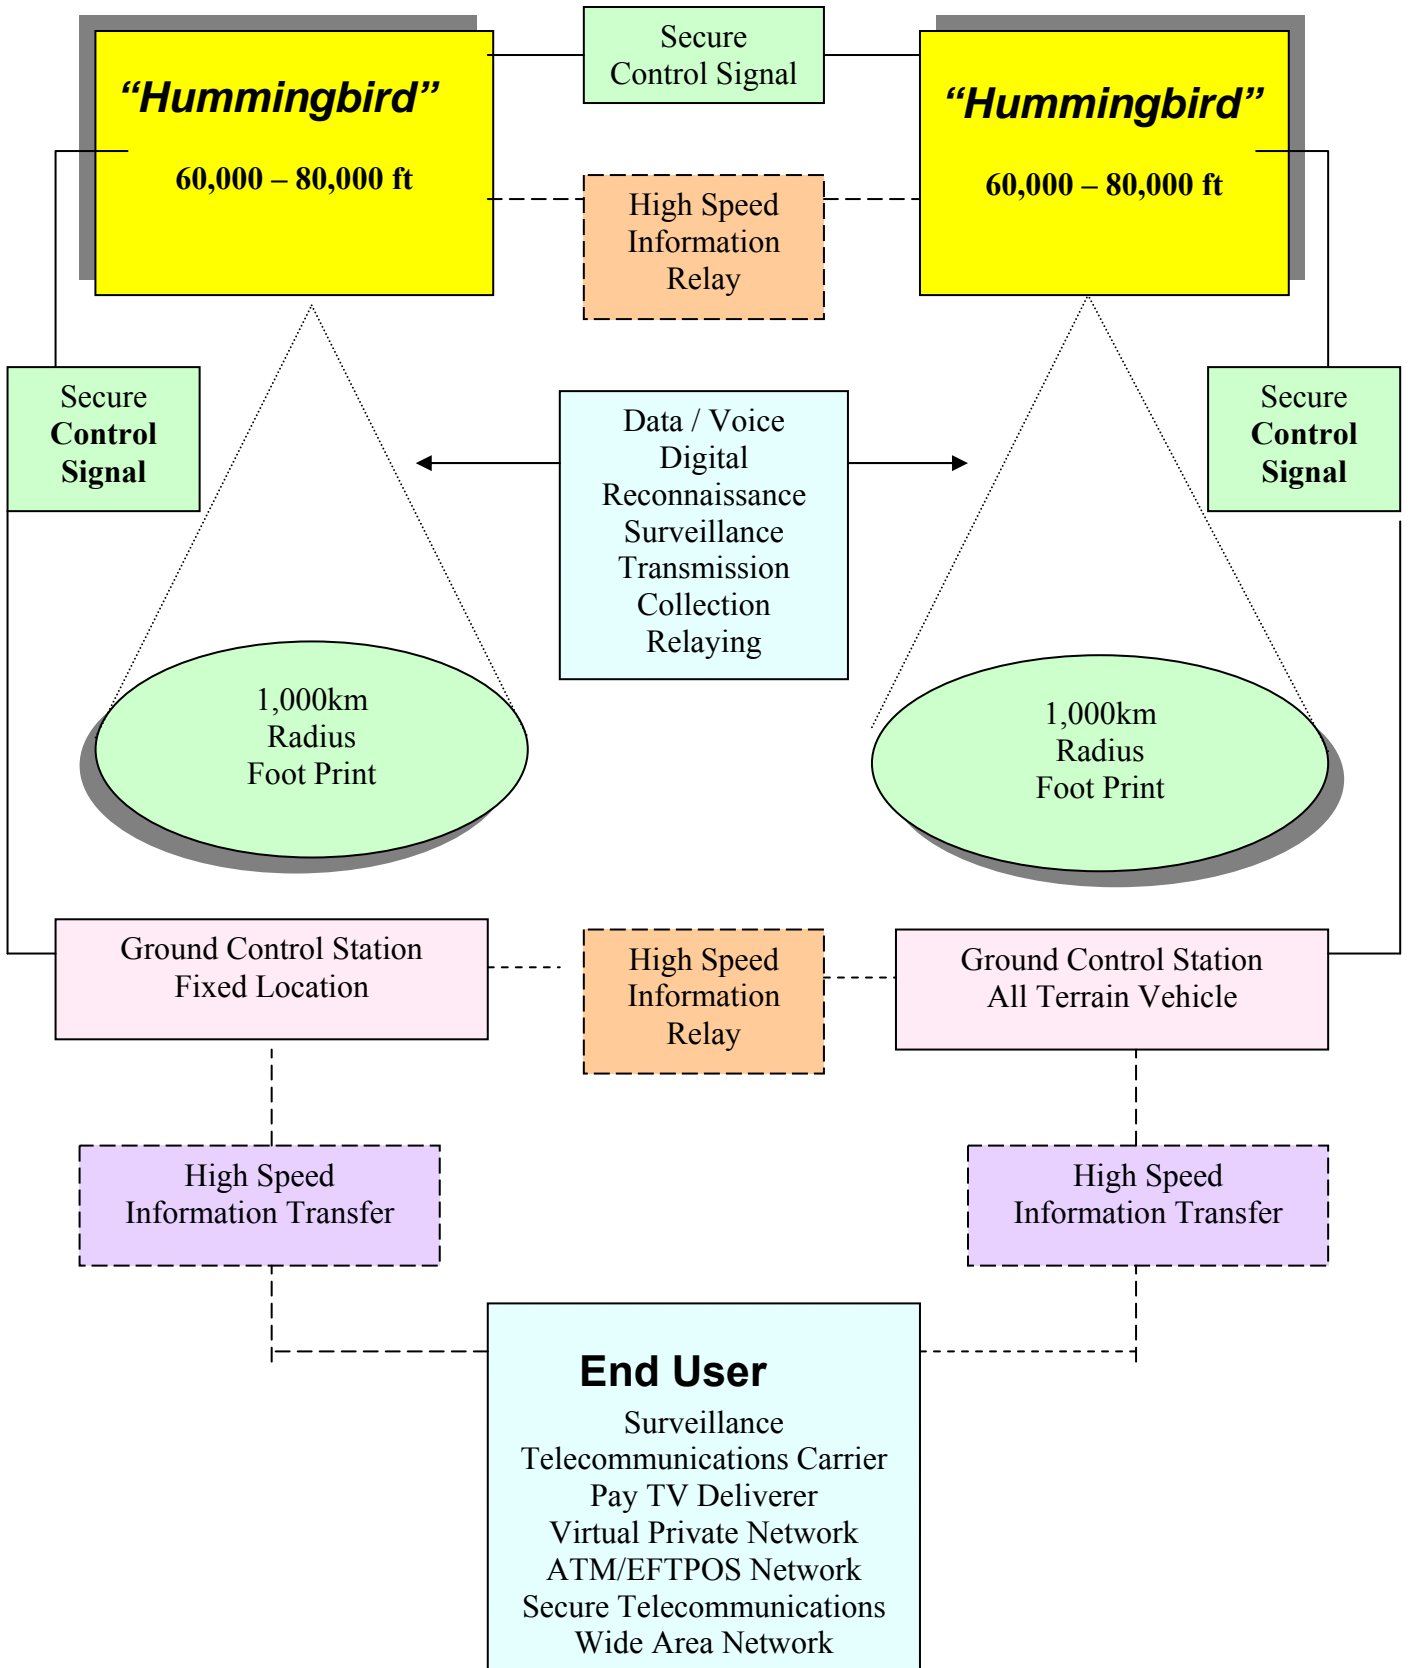 “Hummingbird”
60,000 – 80,000 ft
Secure
Control Signal
“Hummingbird”
60,000 – 80,000 ft
High Speed
Information
Relay
Secure
Control
Signal
Data / Voice
Digital
Reconnaissance
Surveillance
Transmission
Collection
Relaying
Secure
Control
Signal
1,000km
Radius
Foot Print
1,000km
Radius
Foot Print
Ground Control Station
Fixed Location
High Speed
Information
Relay
Ground Control Station
All Terrain Vehicle
High Speed
Information Transfer
High Speed
Information Transfer
End User
Surveillance
Telecommunications Carrier
Pay TV Deliverer
Virtual Private Network
ATM/EFTPOS Network
Secure Telecommunications
Wide Area Network